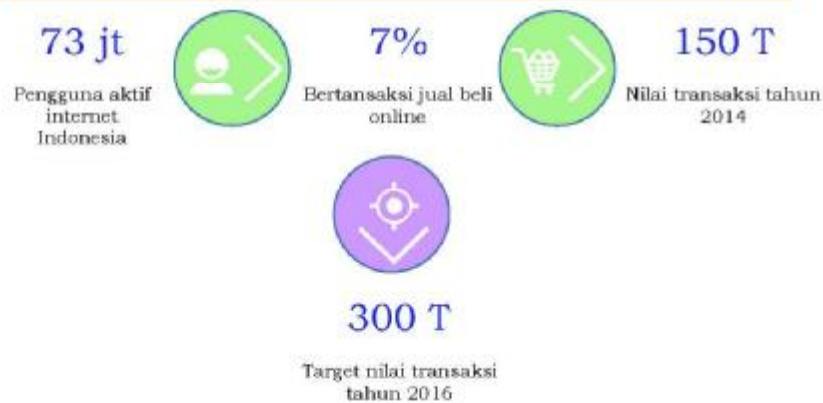 73 jt
Pengguna aktif
internet
Indonesia
7%
Bertansaksi jual beli
online
150 T
Nilai transaksi tahun
2014
300 T
Target nilai transaksi
tahun 2016